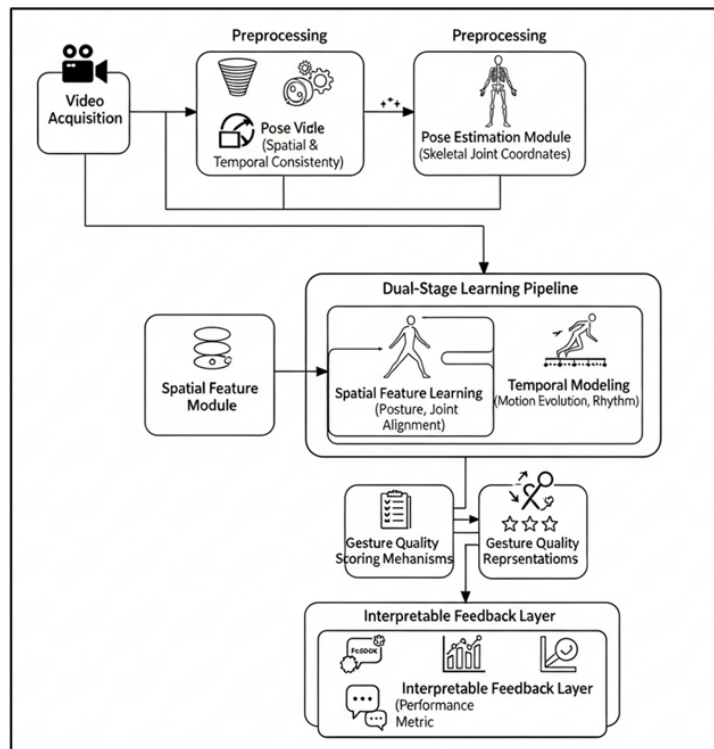 Preprocessing
Preprocessing
Video
Acquisition
Pose Vidle
(Spatial &
Temporal Consistenty)
Pose Estimation Module
(Skeletal Joint Coordinates)
Dual-Stage Learning Pipeline
Spatial Feature
Module
Spatial Feature Learning
(Posture, Joint
Alignment)
Temporal Modeling
(Motion Evolution, Rhythm)
Gesture Quality
Scoring Mehanisms
Gesture Quality
Reprsentatioms
Interpretable Feedback Layer
Interpretable Feedback Layer
(Performance
Metric